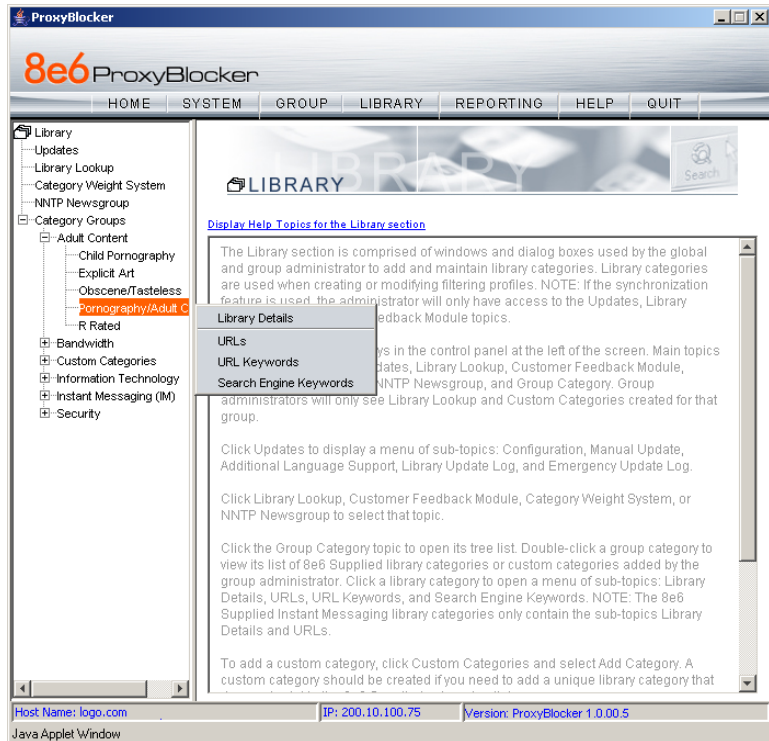 ProxyBlocker
8e6 ProxyBlocker
HOME SYSTEM GROUP LIBRARY REPORTING HELP QUIT
Library
Updates
Library Lookup
Category Weight System
NNTP Newsgroup
Category Groups
Adult Content
Child Pornography
Explicit Art
Obscene/Tasteless
Pornography/Adult C
R Rated
Bandwidth
Custom Categories
Information Technology
Instant Messaging (IM)
Security
Library Details
URLs
URL Keywords
Search Engine Keywords
LIBRARY
Search
LIBRARY
Display Help Topics for the Library section
The Library section is comprised of windows and dialog boxes used by the global
and group administrator to add and maintain library categories. Library categories
are used when creating or modifying filtering profiles. NOTE: If the synchronization
feature is used, the administrator will only have access to the Updates, Library
edback Module topics.
ys in the control panel at the left of the screen. Main topics
dates, Library Lookup, Customer Feedback Module,
NNTP Newsgroup, and Group Category. Group
administrators will only see Library Lookup and Custom Categories created for that
group.
Click Updates to display a menu of sub-topics: Configuration, Manual Update,
Additional Language Support, Library Update Log, and Emergency Update Log.
Click Library Lookup, Customer Feedback Module, Category Weight System, or
NNTP Newsgroup to select that topic.
Click the Group Category topic to open its tree list. Double-click a group category to
view its list of 8e6 Supplied library categories or custom categories added by the
group administrator. Click a library category to open a menu of sub-topics: Library
Details, URLs, URL Keywords, and Search Engine Keywords. NOTE: The 8e6
Supplied Instant Messaging library categories only contain the sub-topics Library
Details and URLs.
To add a custom category, click Custom Categories and select Add Category. A
custom category should be created if you need to add a unique library category that
Host Name: logo.com IP: 200.10.100.75 Version: ProxyBlocker 1.0.00.5
Java Applet Window